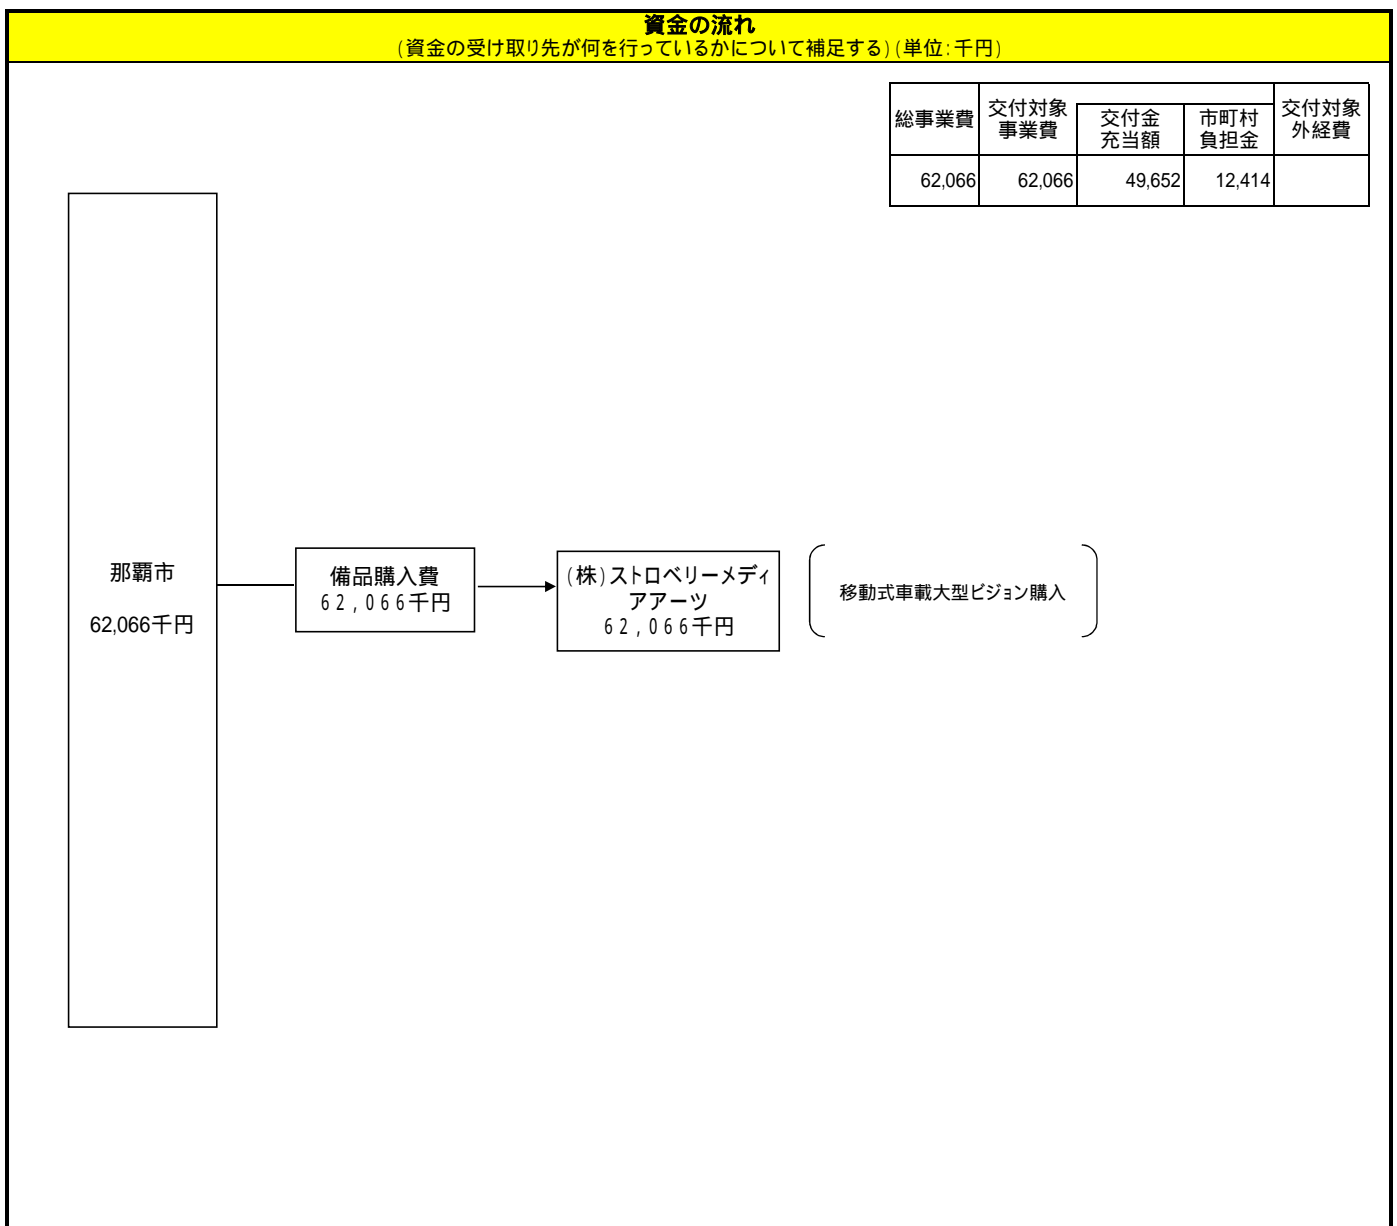 資金の流れ
(資金の受け取り先が何を行っているかについて補足する)(単位:千円)
総事業費
交付対象
事業費
交付金
充当額
市町村
負担金
交付対象
外経費
62,066
62,066
49,652
12,414
那覇市
62,066千円
備品購入費
62,066千円
(株)ストロベリーメディ
アアーツ
62,066千円
移動式車載大型ビジョン購入